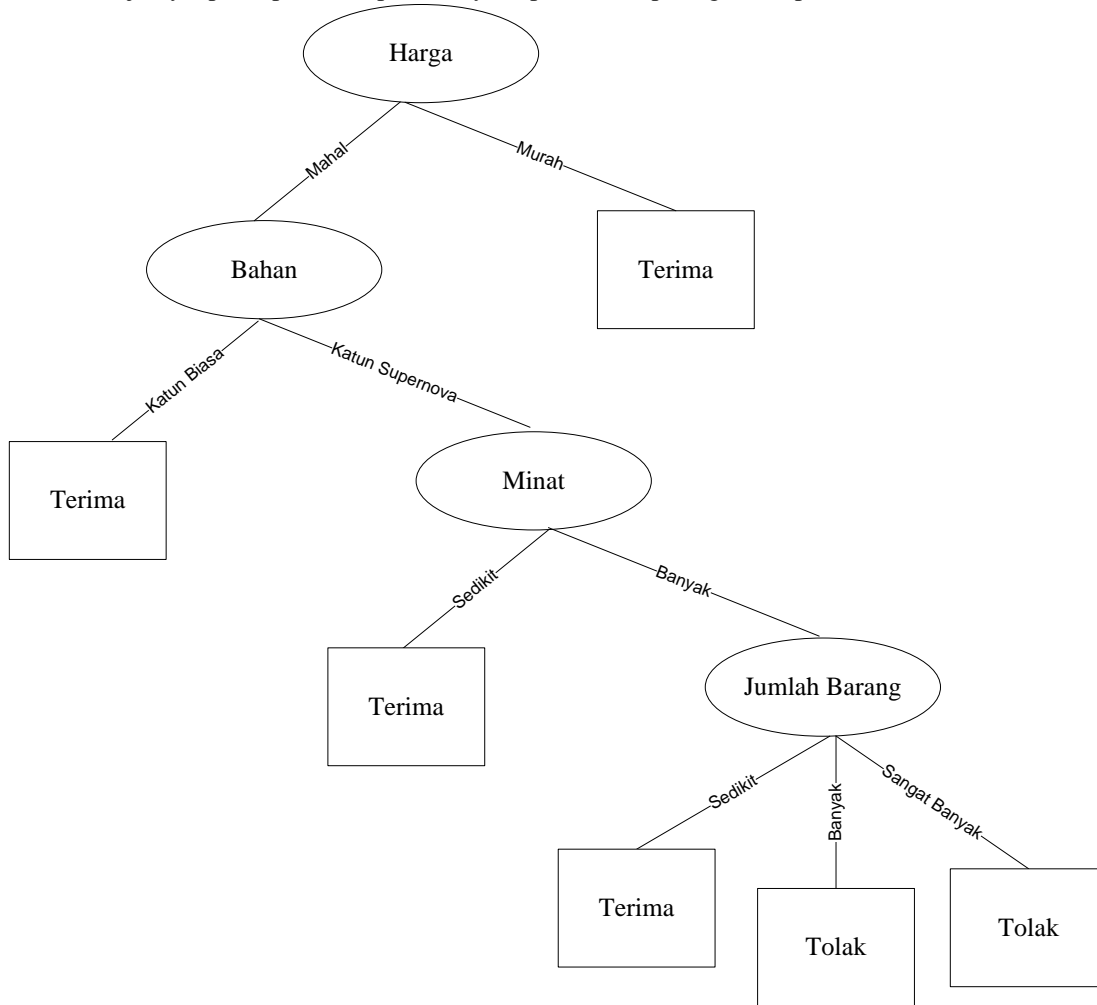 Harga
Mahal
Murah
Bahan
Terima
Katun Biasa
Katun Supernova
Terima
Minat
Sedikit
Banyak
Terima
Jumlah Barang
Sedikit
Banyak
Sangat Banyak
Terima
Tolak
Tolak